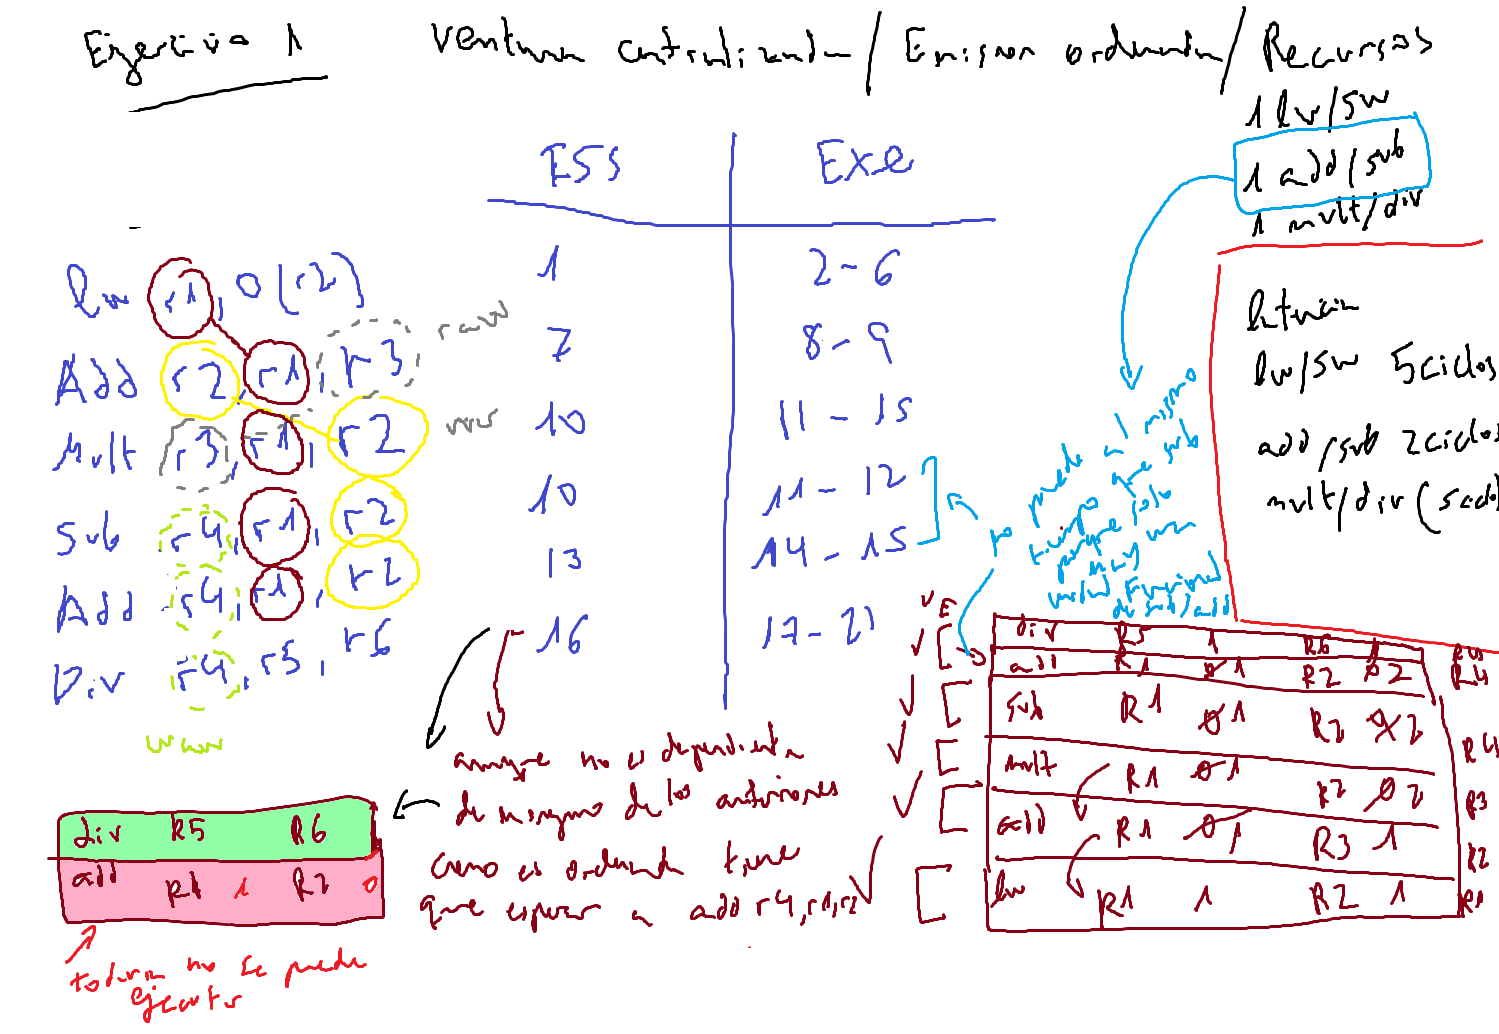 Ejercicio 1 Ventana centralizada / Emision ordenada / Recursos
1 lw/sw
1 add/sub
1 mult/div
ESS Exe
lw r1, 0(r2) 1 2-6
Add r2, r1, r3 raw 7 8-9
Mult r3, r1, r2 10 11-15
Sub r4, r1, r2 10 11-12
Add r4, r1, r2 13 14-15
Div r4, r5, r6 16 17-21
latencia
lw/sw 5 ciclos
add/sub 2 ciclos
mult/div (5 ciclos
no puede al mismo
tiempo que sub
porque solo
hay una
unidad funcional
de sub/add
aunque no es dependiente
de ninguno de los anteriores
como es ordenada tiene
que esperar a add r4,r1,r2
div R5 R6
add R1 1 R2 0
todavia no se puede
ejecutar
E
div R5 1 R6 1
add R1 0 1 R2 0 2 R4
sub R1 0 1 R2 0 2 R4
mult R1 0 1 R2 0 2 R3
add R1 0 1 R3 1 R2
lw R1 1 R2 1 R1